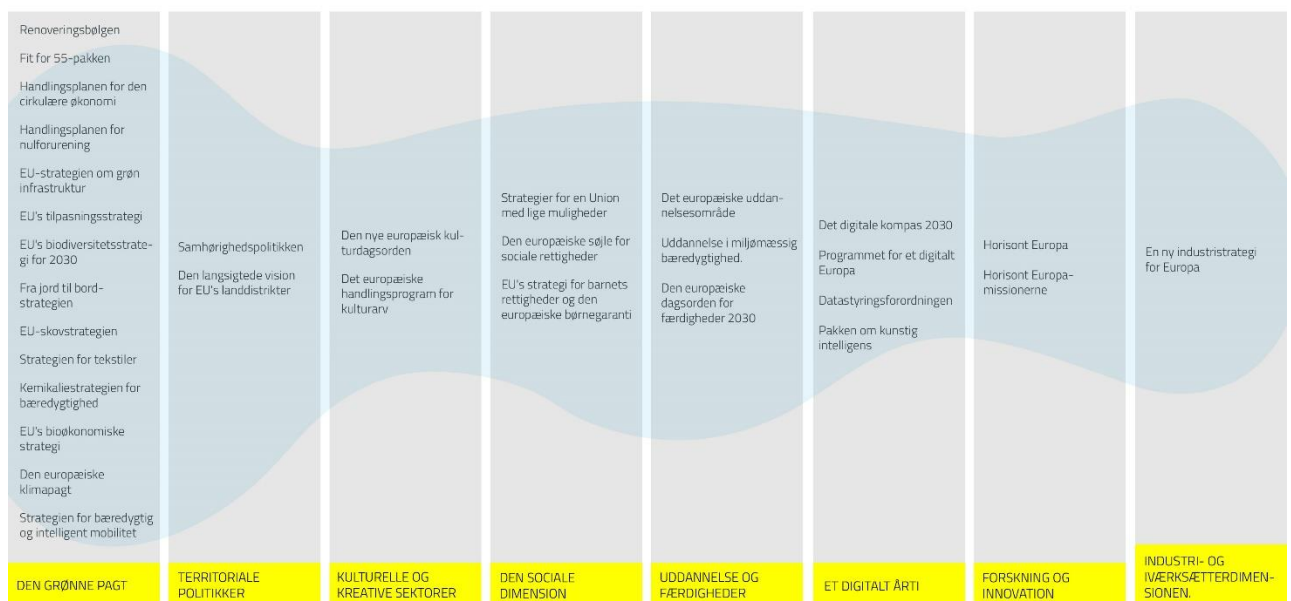 Renoveringsbølgen
Fit for 55-pakken
Handlingsplanen for den
cirkulære økonomi
Handlingsplanen for
nulforurening
EU-strategien om grøn
infrastruktur
EU's tilpasningsstrategi
EU's biodiversitetsstrate-
gi for 2030
Fra jord til bord-
strategien
EU-skovstrategien
Strategien for tekstiler
Kemikaliestrategien for
bæredygtighed
EU's bioøkonomiske
strategi
Den europæiske
klimapagt
Strategien for bæredygtig
og intelligent mobilitet
DEN GRØNNE PAGT
Samhørighedspolitikken
Den langsigtede vision
for EU's landdistrikter
TERRITORIALE
POLITIKKER
Den nye europæisk kul-
turdagsorden
Det europæiske
handlingsprogram for
kulturarv
KULTURELLE OG
KREATIVE SEKTORER
Strategier for en Union
med lige muligheder
Den europæiske søjle for
sociale rettigheder
EU's strategi for barnets
rettigheder og den
europæiske børnegaranti
DEN SOCIALE
DIMENSION
Det europæiske uddan-
nelsesområde
Uddannelse i miljømæssig
bæredygtighed.
Den europæiske
dagsorden for
færdigheder 2030
UDDANNELSE OG
FÆRDIGHEDER
Det digitale kompas 2030
Programmet for et digitalt
Europa
Datastyringsforordningen
Pakken om kunstig
intelligens
ET DIGITALT ÅRTI
Horisont Europa
Horisont Europa-
missionerne
FORSKNING OG
INNOVATION
En ny industristrategi
for Europa
INDUSTRI- OG
IVÆRKSÆTTERDIMEN-
SIONEN.